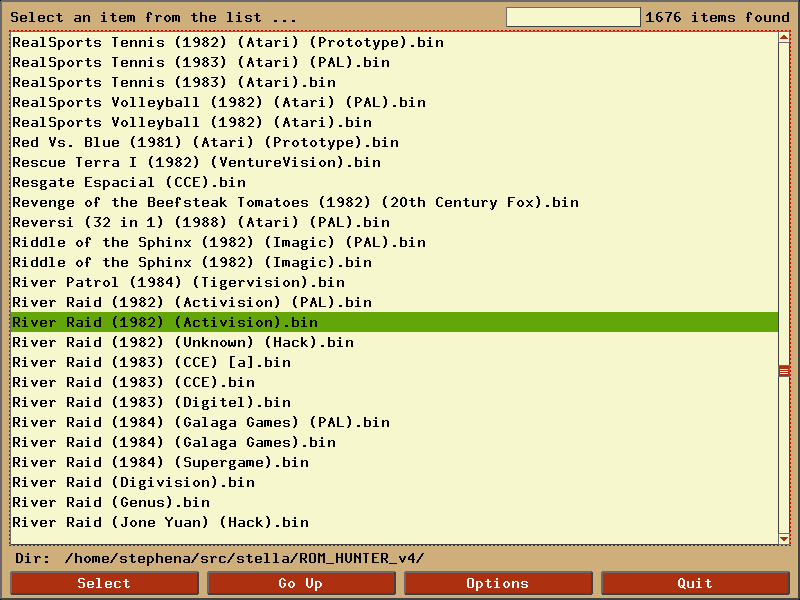 Select an item from the list ... 1676 items found
RealSports Tennis (1982) (Atari) (Prototype).bin
RealSports Tennis (1983) (Atari) (PAL).bin
RealSports Tennis (1983) (Atari).bin
RealSports Volleyball (1982) (Atari) (PAL).bin
RealSports Volleyball (1982) (Atari).bin
Red Vs. Blue (1981) (Atari) (Prototype).bin
Rescue Terra I (1982) (VentureVision).bin
Resgate Espacial (CCE).bin
Revenge of the Beefsteak Tomatoes (1982) (20th Century Fox).bin
Reversi (32 in 1) (1988) (Atari) (PAL).bin
Riddle of the Sphinx (1982) (Imagic) (PAL).bin
Riddle of the Sphinx (1982) (Imagic).bin
River Patrol (1984) (Tigervision).bin
River Raid (1982) (Activision) (PAL).bin
River Raid (1982) (Activision).bin
River Raid (1982) (Unknown) (Hack).bin
River Raid (1983) (CCE) [a].bin
River Raid (1983) (CCE).bin
River Raid (1983) (Digitel).bin
River Raid (1984) (Galaga Games) (PAL).bin
River Raid (1984) (Galaga Games).bin
River Raid (1984) (Supergame).bin
River Raid (Digivision).bin
River Raid (Genus).bin
River Raid (Jone Yuan) (Hack).bin
Dir: /home/stephena/src/stella/ROM_HUNTER_v4/
Select Go Up Options Quit